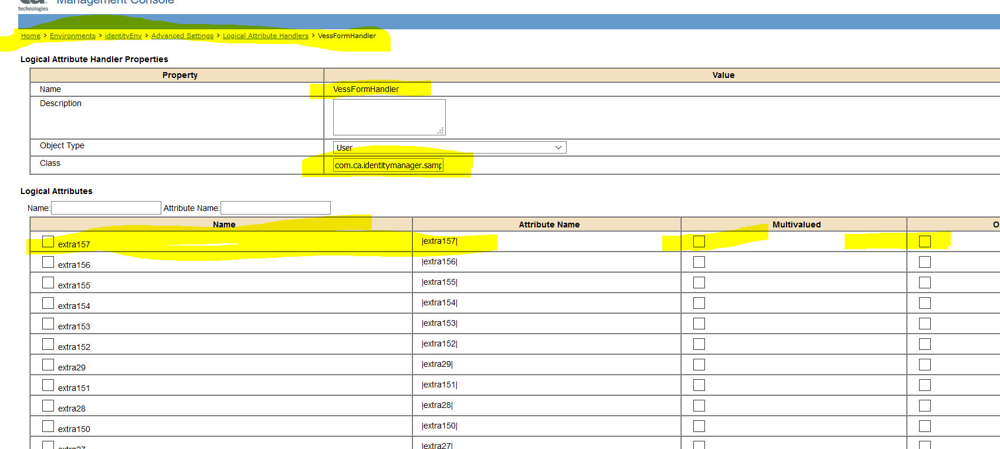 Management Console
technologies
Home > Environments > identityEnv > Advanced Settings > Logical Attribute Handlers > VessFormHandler
Logical Attribute Handler Properties
Property Value
Name VessFormHandler
Description
Object Type User
Class com.ca.identitymanager.samp
Logical Attributes
Name: Attribute Name:
Name Attribute Name Multivalued O
extra157 |extra157|
extra156 |extra156|
extra155 |extra155|
extra154 |extra154|
extra153 |extra153|
extra152 |extra152|
extra29 |extra29|
extra151 |extra151|
extra28 |extra28|
extra150 |extra150|
extra27 |extra27|